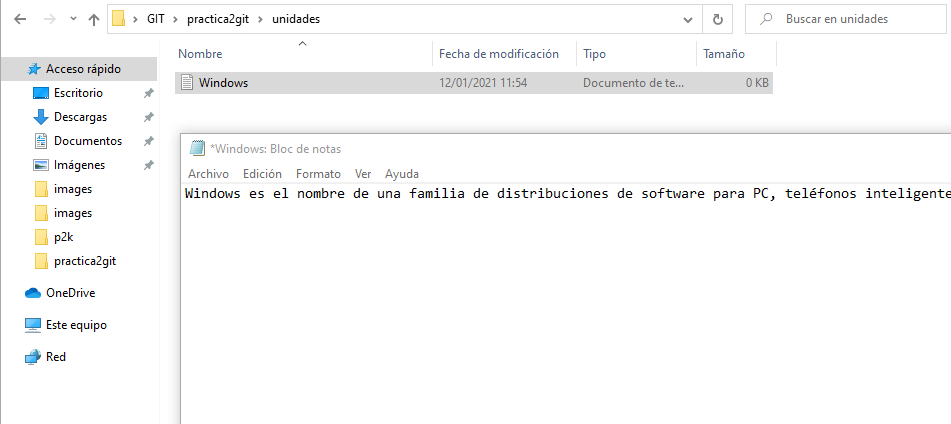 GIT practica2git unidades
Buscar en unidades
Nombre Fecha de modificación Tipo Tamaño
Acceso rápido
Windows 12/01/2021 11:54 Documento de te... 0 KB
Escritorio
Descargas
Documentos
Imágenes
images
images
p2k
practica2git
OneDrive
Este equipo
Red
*Windows: Bloc de notas
Archivo Edición Formato Ver Ayuda
Windows es el nombre de una familia de distribuciones de software para PC, teléfonos inteligente